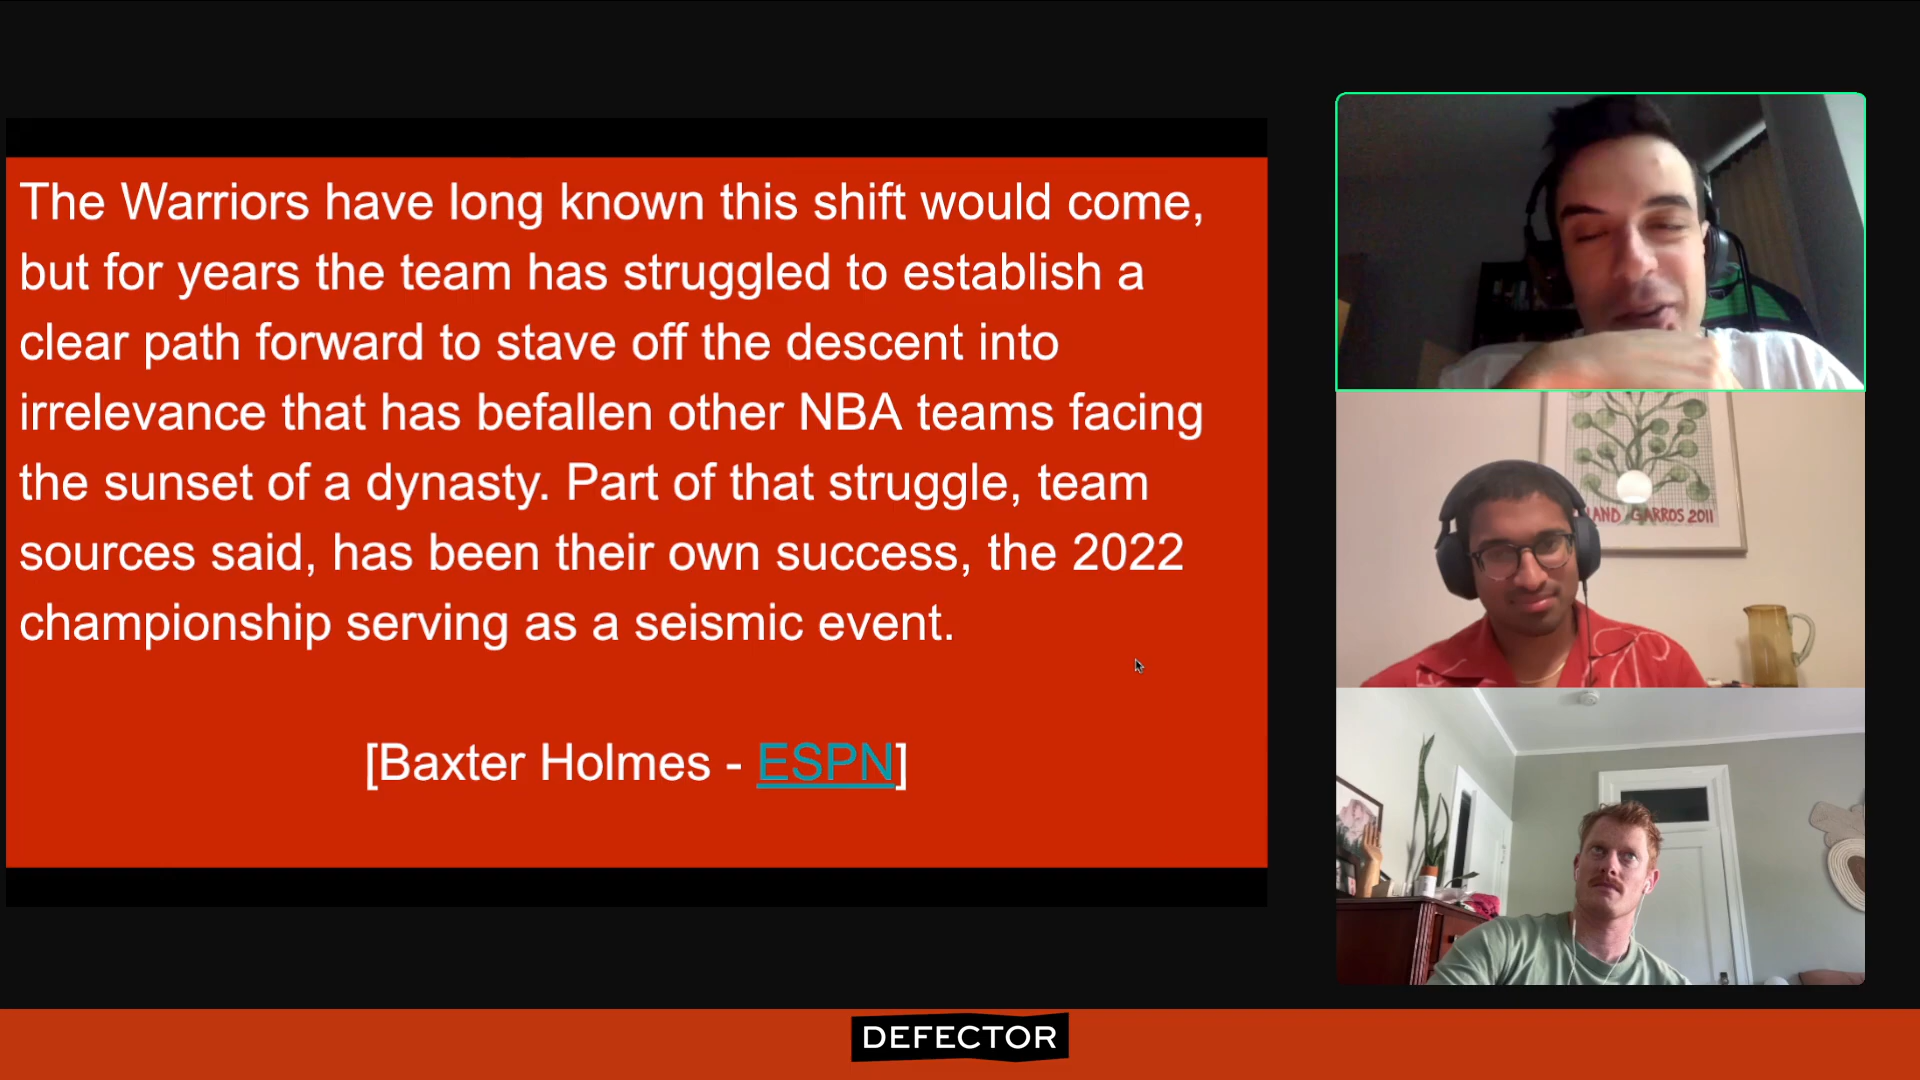 The Warriors have long known this shift would come,
but for years the team has struggled to establish a
clear path forward to stave off the descent into
irrelevance that has befallen other NBA teams facing
the sunset of a dynasty. Part of that struggle, team
sources said, has been their own success, the 2022
championship serving as a seismic event.
[Baxter Holmes - ESPN]
LAND GARROS 2011
DEFECTOR